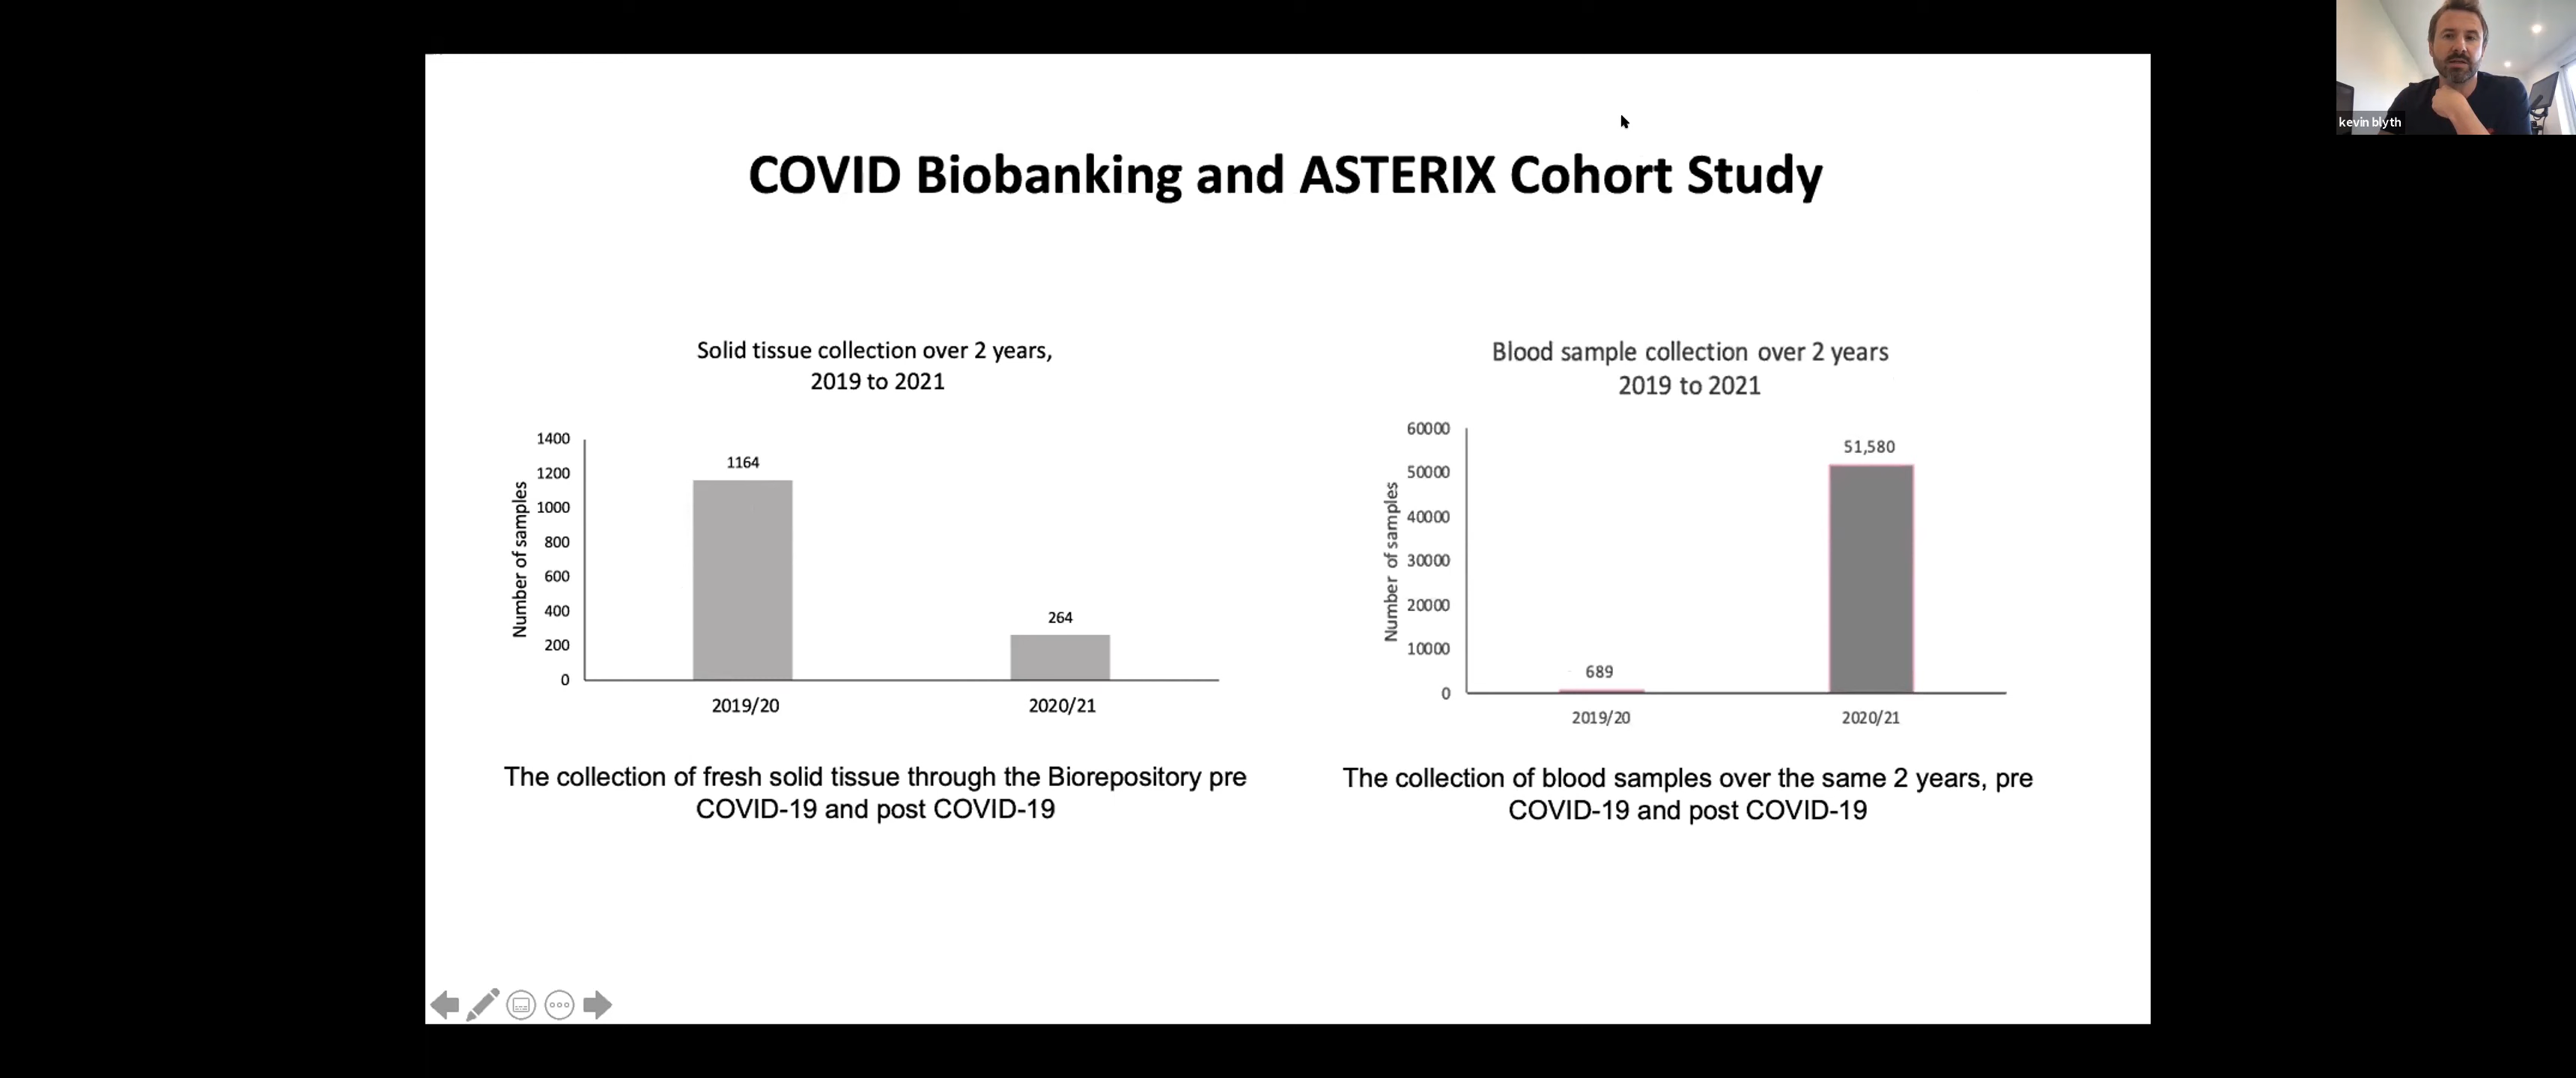 kevin blyth
COVID Biobanking and ASTERIX Cohort Study
Solid tissue collection over 2 years,
2019 to 2021
Number of samples
1400
1200
1000
800
600
400
200
0
1164
264
2019/20
2020/21
The collection of fresh solid tissue through the Biorepository pre
COVID-19 and post COVID-19
Blood sample collection over 2 years
2019 to 2021
Number of samples
60000
50000
40000
30000
20000
10000
0
689
51,580
2019/20
2020/21
The collection of blood samples over the same 2 years, pre
COVID-19 and post COVID-19